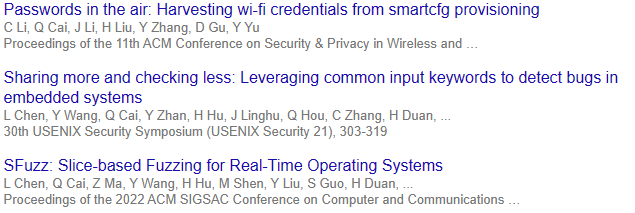 Passwords in the air: Harvesting wi-fi credentials from smartcfg provisioning
C Li, Q Cai, J Li, H Liu, Y Zhang, D Gu, Y Yu
Proceedings of the 11th ACM Conference on Security & Privacy in Wireless and …
Sharing more and checking less: Leveraging common input keywords to detect bugs in
embedded systems
L Chen, Y Wang, Q Cai, Y Zhan, H Hu, J Linghu, Q Hou, C Zhang, H Duan, ...
30th USENIX Security Symposium (USENIX Security 21), 303-319
SFuzz: Slice-based Fuzzing for Real-Time Operating Systems
L Chen, Q Cai, Z Ma, Y Wang, H Hu, M Shen, Y Liu, S Guo, H Duan, ...
Proceedings of the 2022 ACM SIGSAC Conference on Computer and Communications …